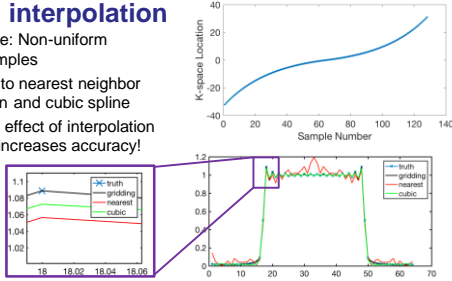 interpolation
e: Non-uniform
mples
to nearest neighbor
n and cubic spline
effect of interpolation
increases accuracy!
40
20
0
-20
-40
K-space Location
0 20 40 60 80 100 120 140
Sample Number
1.1
1.08
1.06
1.04
1.02
truth
gridding
nearest
cubic
18 18.02 18.04 18.06
1.2
1
0.8
0.6
0.4
0.2
0
truth
gridding
nearest
cubic
0 10 20 30 40 50 60 70